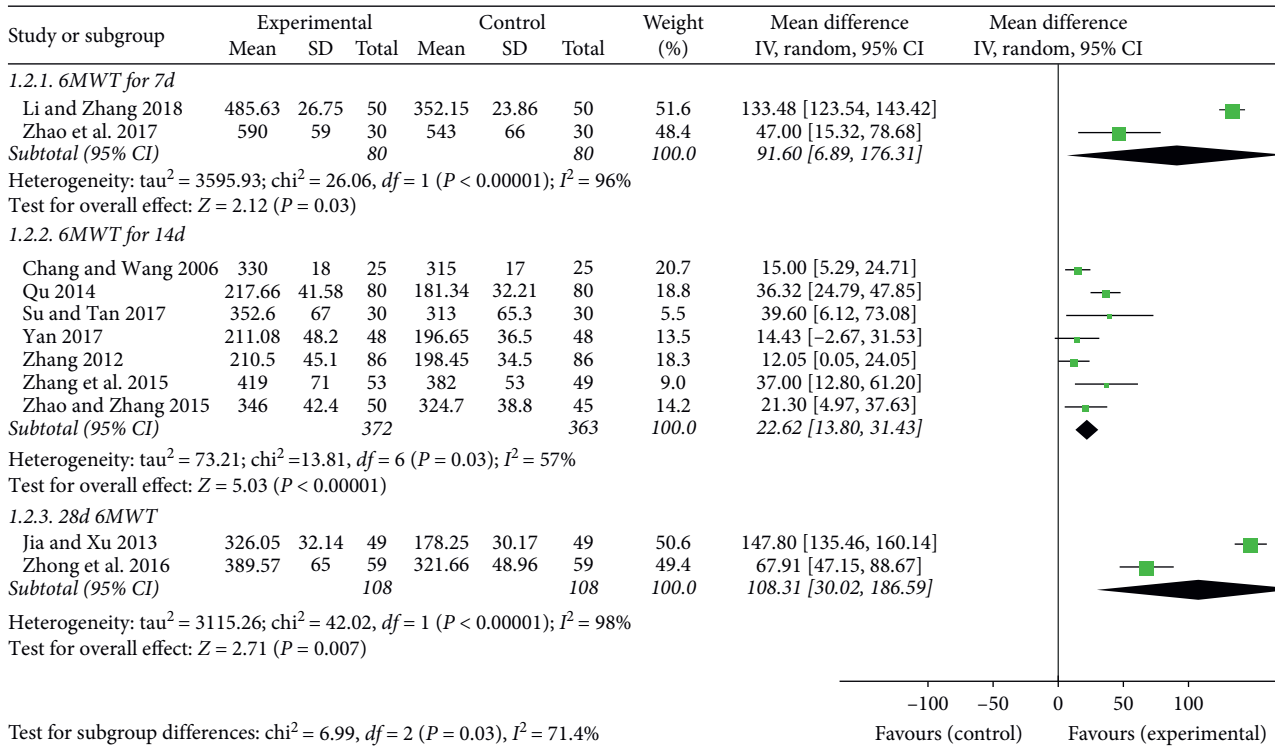 Study or subgroup Experimental Control Weight (%) Mean difference IV, random, 95% CI Mean difference IV, random, 95% CI
Mean SD Total Mean SD Total
1.2.1. 6MWT for 7d
Li and Zhang 2018 485.63 26.75 50 352.15 23.86 50 51.6 133.48 [123.54, 143.42]
Zhao et al. 2017 590 59 30 543 66 30 48.4 47.00 [15.32, 78.68]
Subtotal (95% CI) 80 80 100.0 91.60 [6.89, 176.31]
Heterogeneity: tau² = 3595.93; chi² = 26.06, df = 1 (P < 0.00001); I² = 96%
Test for overall effect: Z = 2.12 (P = 0.03)
1.2.2. 6MWT for 14d
Chang and Wang 2006 330 18 25 315 17 25 20.7 15.00 [5.29, 24.71]
Qu 2014 217.66 41.58 80 181.34 32.21 80 18.8 36.32 [24.79, 47.85]
Su and Tan 2017 352.6 67 30 313 65.3 30 5.5 39.60 [6.12, 73.08]
Yan 2017 211.08 48.2 48 196.65 36.5 48 13.5 14.43 [−2.67, 31.53]
Zhang 2012 210.5 45.1 86 198.45 34.5 86 18.3 12.05 [0.05, 24.05]
Zhang et al. 2015 419 71 53 382 53 49 9.0 37.00 [12.80, 61.20]
Zhao and Zhang 2015 346 42.4 50 324.7 38.8 45 14.2 21.30 [4.97, 37.63]
Subtotal (95% CI) 372 363 100.0 22.62 [13.80, 31.43]
Heterogeneity: tau² = 73.21; chi² =13.81, df = 6 (P = 0.03); I² = 57%
Test for overall effect: Z = 5.03 (P < 0.00001)
1.2.3. 28d 6MWT
Jia and Xu 2013 326.05 32.14 49 178.25 30.17 49 50.6 147.80 [135.46, 160.14]
Zhong et al. 2016 389.57 65 59 321.66 48.96 59 49.4 67.91 [47.15, 88.67]
Subtotal (95% CI) 108 108 100.0 108.31 [30.02, 186.59]
Heterogeneity: tau² = 3115.26; chi² = 42.02, df = 1 (P < 0.00001); I² = 98%
Test for overall effect: Z = 2.71 (P = 0.007)
−100 −50 0 50 100
Test for subgroup differences: chi² = 6.99, df = 2 (P = 0.03), I² = 71.4% Favours (control) Favours (experimental)